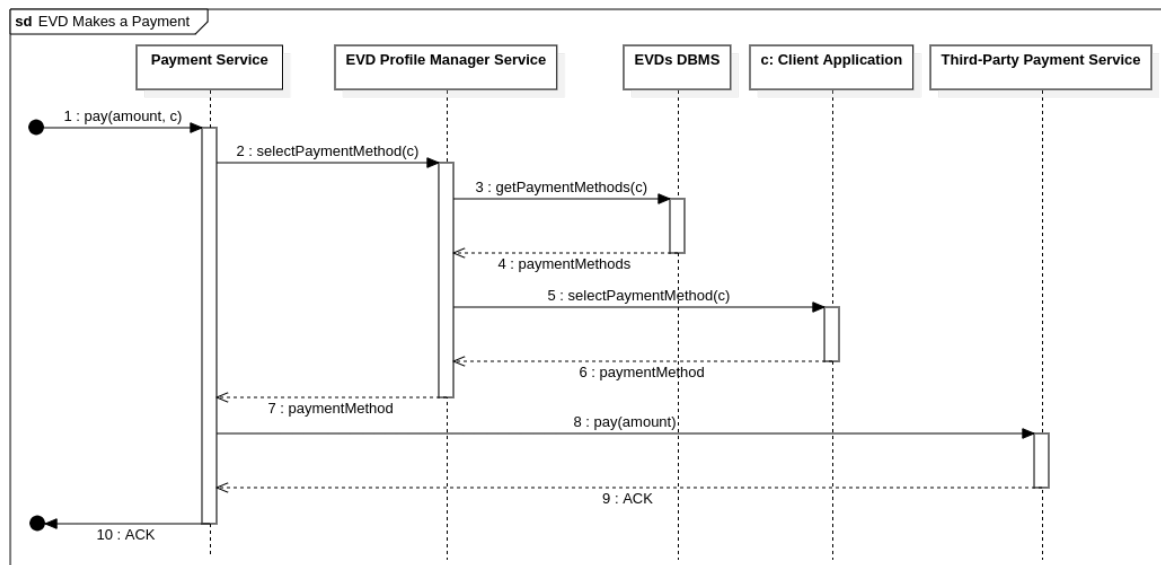 sd EVD Makes a Payment
Payment Service
EVD Profile Manager Service
EVDs DBMS
c: Client Application
Third-Party Payment Service
1 : pay(amount, c)
2 : selectPaymentMethod(c)
3 : getPaymentMethods(c)
4 : paymentMethods
5 : selectPaymentMethod(c)
6 : paymentMethod
7 : paymentMethod
8 : pay(amount)
9 : ACK
10 : ACK